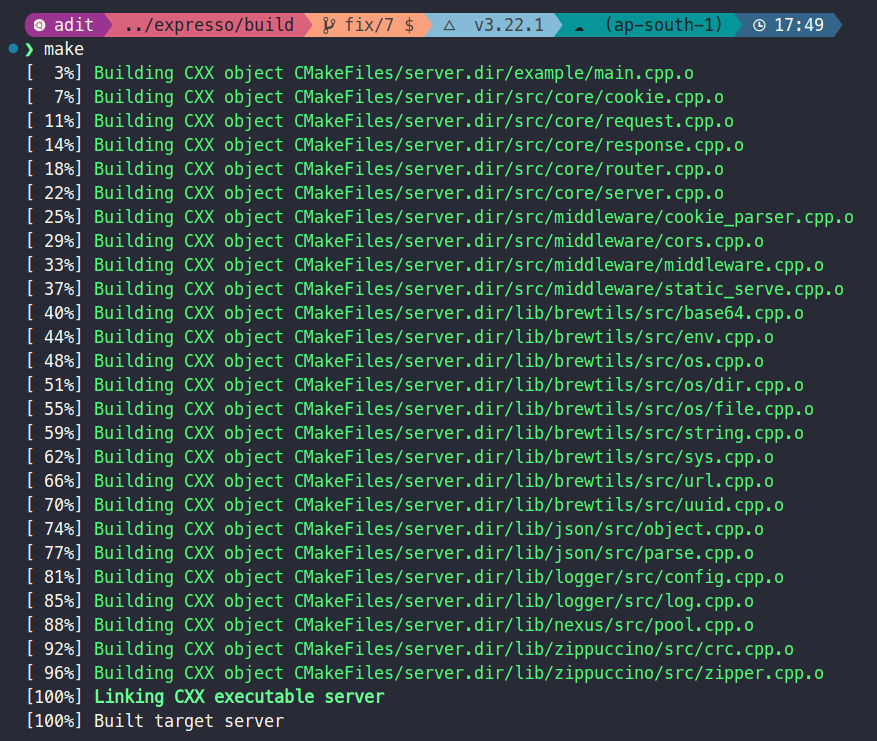 adit ../expresso/build fix/7 $ △ v3.22.1 (ap-south-1) 17:49
❯ make
[  3%] Building CXX object CMakeFiles/server.dir/example/main.cpp.o
[  7%] Building CXX object CMakeFiles/server.dir/src/core/cookie.cpp.o
[ 11%] Building CXX object CMakeFiles/server.dir/src/core/request.cpp.o
[ 14%] Building CXX object CMakeFiles/server.dir/src/core/response.cpp.o
[ 18%] Building CXX object CMakeFiles/server.dir/src/core/router.cpp.o
[ 22%] Building CXX object CMakeFiles/server.dir/src/core/server.cpp.o
[ 25%] Building CXX object CMakeFiles/server.dir/src/middleware/cookie_parser.cpp.o
[ 29%] Building CXX object CMakeFiles/server.dir/src/middleware/cors.cpp.o
[ 33%] Building CXX object CMakeFiles/server.dir/src/middleware/middleware.cpp.o
[ 37%] Building CXX object CMakeFiles/server.dir/src/middleware/static_serve.cpp.o
[ 40%] Building CXX object CMakeFiles/server.dir/lib/brewtils/src/base64.cpp.o
[ 44%] Building CXX object CMakeFiles/server.dir/lib/brewtils/src/env.cpp.o
[ 48%] Building CXX object CMakeFiles/server.dir/lib/brewtils/src/os.cpp.o
[ 51%] Building CXX object CMakeFiles/server.dir/lib/brewtils/src/os/dir.cpp.o
[ 55%] Building CXX object CMakeFiles/server.dir/lib/brewtils/src/os/file.cpp.o
[ 59%] Building CXX object CMakeFiles/server.dir/lib/brewtils/src/string.cpp.o
[ 62%] Building CXX object CMakeFiles/server.dir/lib/brewtils/src/sys.cpp.o
[ 66%] Building CXX object CMakeFiles/server.dir/lib/brewtils/src/url.cpp.o
[ 70%] Building CXX object CMakeFiles/server.dir/lib/brewtils/src/uuid.cpp.o
[ 74%] Building CXX object CMakeFiles/server.dir/lib/json/src/object.cpp.o
[ 77%] Building CXX object CMakeFiles/server.dir/lib/json/src/parse.cpp.o
[ 81%] Building CXX object CMakeFiles/server.dir/lib/logger/src/config.cpp.o
[ 85%] Building CXX object CMakeFiles/server.dir/lib/logger/src/log.cpp.o
[ 88%] Building CXX object CMakeFiles/server.dir/lib/nexus/src/pool.cpp.o
[ 92%] Building CXX object CMakeFiles/server.dir/lib/zippuccino/src/crc.cpp.o
[ 96%] Building CXX object CMakeFiles/server.dir/lib/zippuccino/src/zipper.cpp.o
[100%] Linking CXX executable server
[100%] Built target server